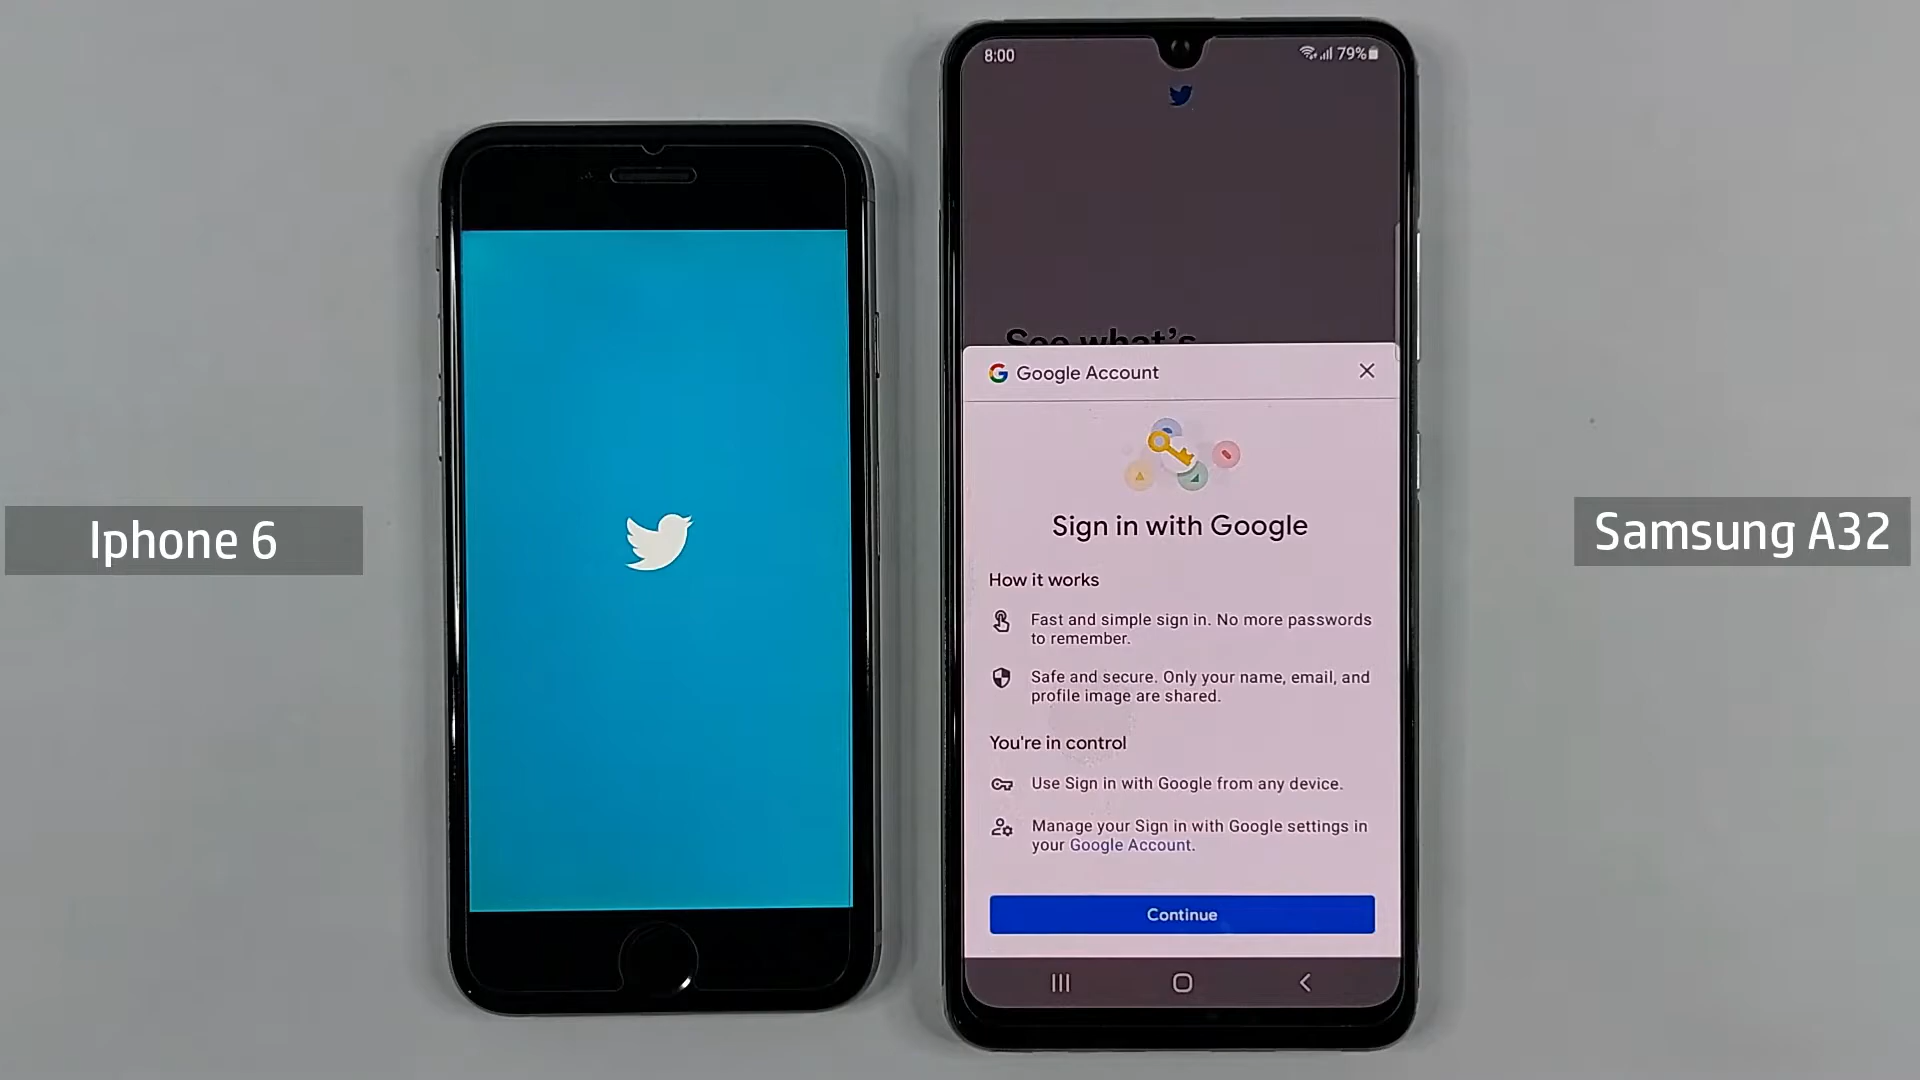 8:00
79%
See what's
Google Account
Sign in with Google
How it works
Fast and simple sign in. No more passwords
to remember.
Safe and secure. Only your name, email, and
profile image are shared.
You're in control
Use Sign in with Google from any device.
Manage your Sign in with Google settings in
your Google Account.
Continue
Iphone 6
Samsung A32